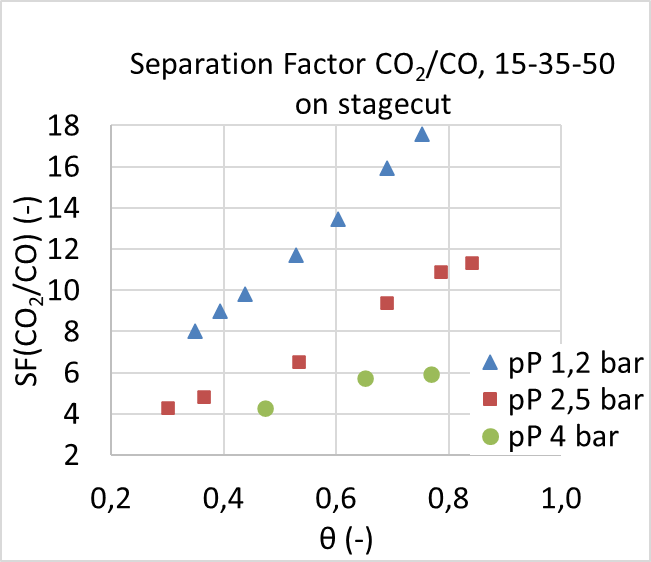 Separation Factor CO₂/CO, 15-35-50
on stagecut
18
16
14
12
10
8
6
4
2
SF(CO₂/CO) (-)
pP 1,2 bar
pP 2,5 bar
pP 4 bar
0,2 0,4 0,6 0,8 1,0
θ (-)